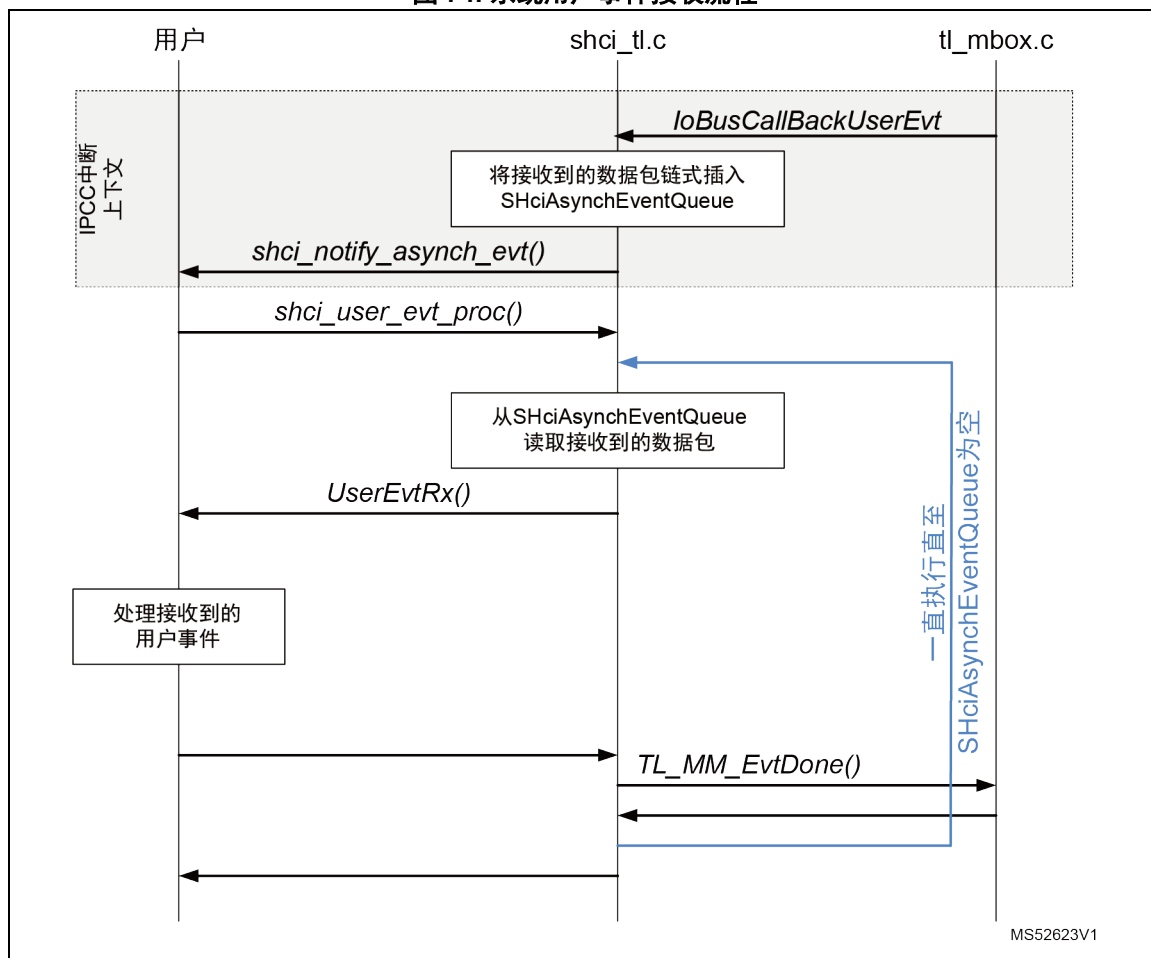 用户
shci_tl.c
tl_mbox.c
IoBusCallBackUserEvt
IPCC中断
上下文
将接收到的数据包链式插入
SHciAsynchEventQueue
shci_notify_asynch_evt()
shci_user_evt_proc()
从SHciAsynchEventQueue
读取接收到的数据包
UserEvtRx()
一直执行直至
SHciAsynchEventQueue为空
处理接收到的
用户事件
TL_MM_EvtDone()
MS52623V1